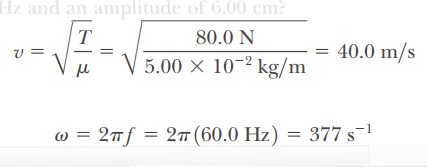 Hz and an amplitude of 6.00 cm?
v = √(T/μ) = √(80.0 N / 5.00 × 10⁻² kg/m) = 40.0 m/s
ω = 2πf = 2π(60.0 Hz) = 377 s⁻¹